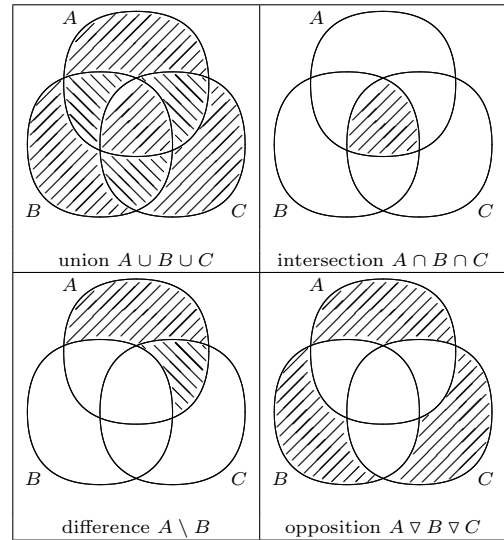 A
B
C
union A ∪ B ∪ C
A
B
C
intersection A ∩ B ∩ C
A
B
C
difference A \ B
A
B
C
opposition A ▽ B ▽ C